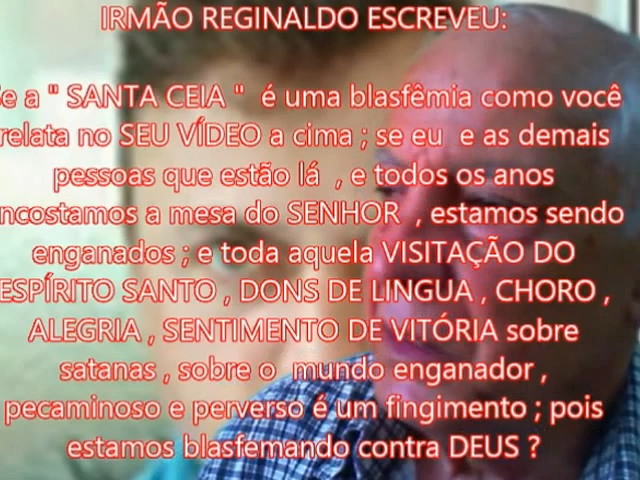 IRMÃO REGINALDO ESCREVEU:
e a " SANTA CEIA " é uma blasfêmia como você
relata no SEU VÍDEO a cima ; se eu e as demais
pessoas que estão lá , e todos os anos
ncostamos a mesa do SENHOR , estamos sendo
enganados ; e toda aquela VISITAÇÃO DO
ESPÍRITO SANTO , DONS DE LINGUA , CHORO ,
ALEGRIA , SENTIMENTO DE VITÓRIA sobre
satanas , sobre o mundo enganador ,
pecaminoso e perverso é um fingimento ; pois
estamos blasfemando contra DEUS ?